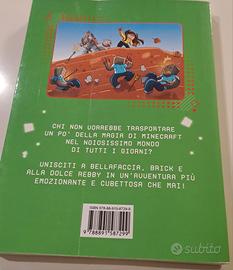 CHI NON VORREBBE TRASPORTARE
UN PO' DELLA MAGIA DI MINECRAFT
NEL NOIOSISSIMO MONDO
DI TUTTI I GIORNI?
UNISCITI A BELLAFACCIA, BRICK E
ALLA DOLCE REBBY IN UN'AVVENTURA PIÙ
EMOZIONANTE E CUBETTOSA CHE MAI!
9788891587299
subito